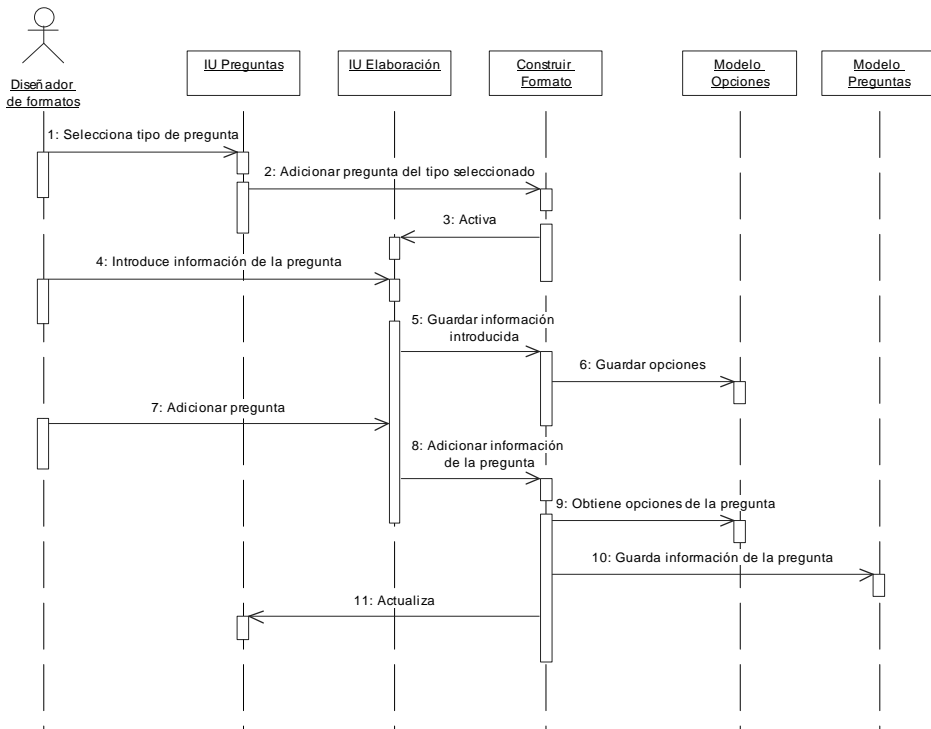 Diseñador
de formatos
IU Preguntas
IU Elaboración
Construir
Formato
Modelo
Opciones
Modelo
Preguntas
1: Selecciona tipo de pregunta
2: Adicionar pregunta del tipo seleccionado
3: Activa
4: Introduce información de la pregunta
5: Guardar información
introducida
6: Guardar opciones
7: Adicionar pregunta
8: Adicionar información
de la pregunta
9: Obtiene opciones de la pregunta
10: Guarda información de la pregunta
11: Actualiza